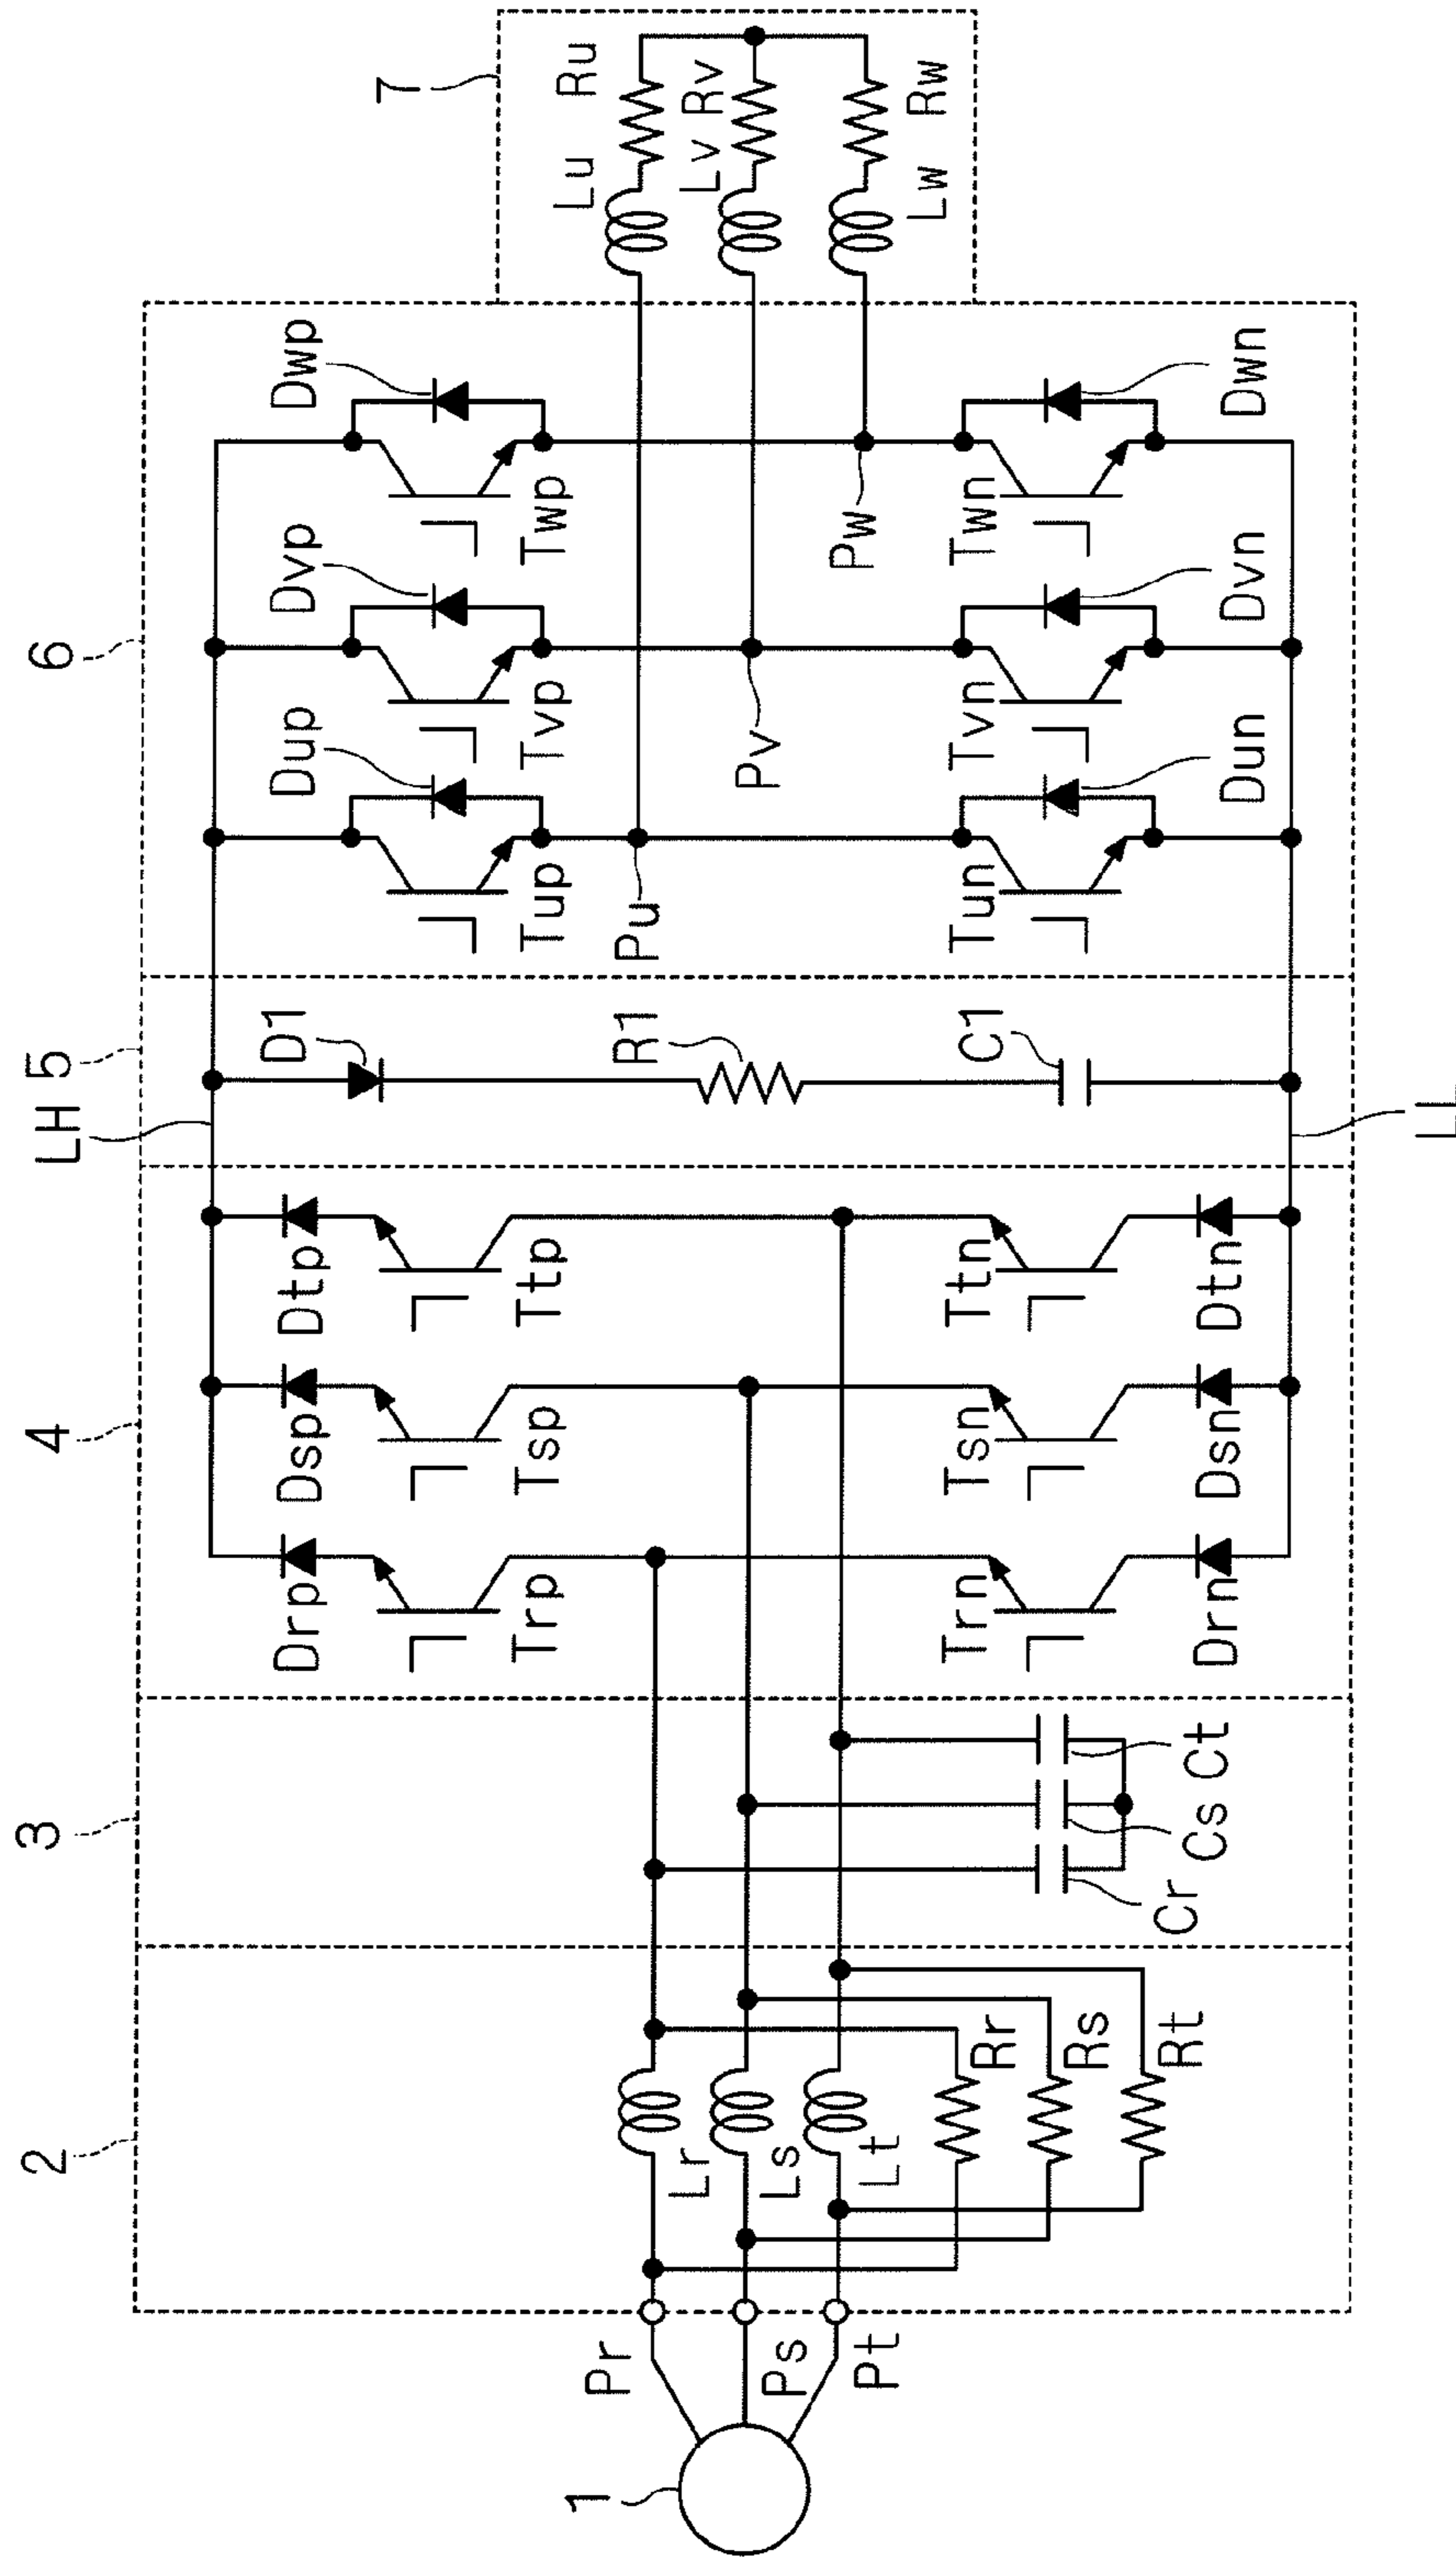 1
Pr
Ps
Pt
2
Lr
Ls
Lt
Rr
Rs
Rt
3
Cr
Cs
Ct
4
Drp
Dsp
Dtp
Trp
Tsp
Ttp
Trn
Tsn
Ttn
Drn
Dsn
Dtn
LH
5
D1
R1
C1
LL
6
Dup
Dvp
Dwp
Tup
Tvp
Twp
Pu
Pv
Pw
Tun
Tvn
Twn
Dun
Dvn
Dwn
7
Lu
Ru
Lv
Rv
Lw
Rw